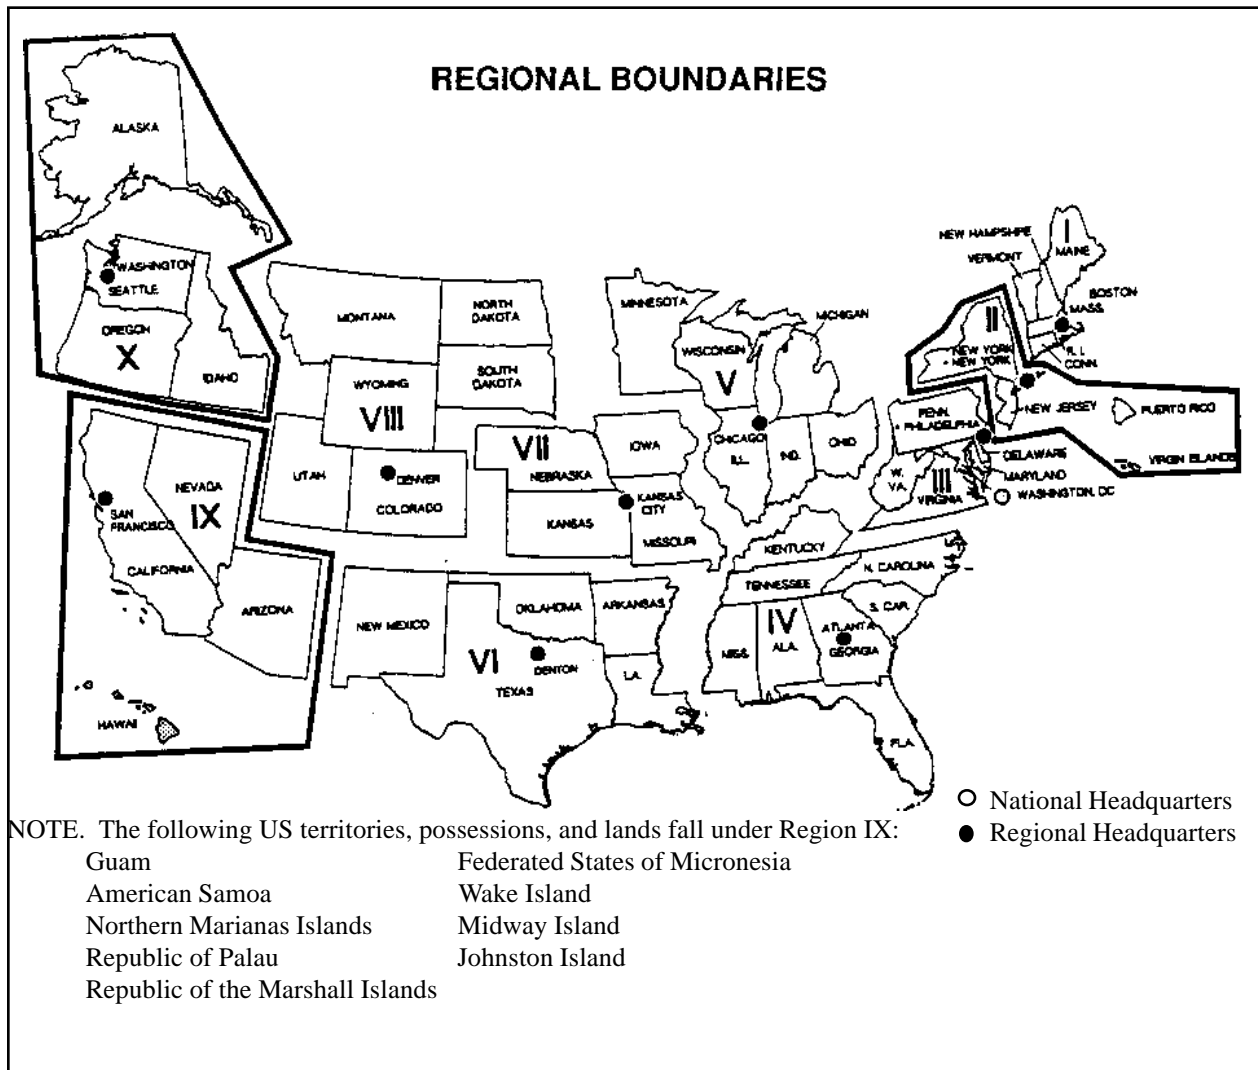 REGIONAL BOUNDARIES
ALASKA
WASHINGTON
SEATTLE
OREGON
X
IDAHO
MONTANA
NORTH
DAKOTA
SOUTH
DAKOTA
WYOMING
VIII
UTAH
DENVER
COLORADO
NEVADA
IX
SAN
FRANCISCO
CALIFORNIA
ARIZONA
HAWAII
MINNESOTA
WISCONSIN
V
MICHIGAN
CHICAGO
ILL.
IND.
OHIO
VII
NEBRASKA
IOWA
KANSAS
KANSAS
CITY
MISSOURI
NEW MEXICO
OKLAHOMA
ARKANSAS
VI
DENTON
TEXAS
LA.
KENTUCKY
TENNESSEE
N. CAROLINA
S. CAR.
MISS.
IV
ALA.
ATLANTA
GEORGIA
FLA.
I
MAINE
NEW HAMPSHIRE
VERMONT
BOSTON
MASS.
R. I.
CONN.
II
NEW YORK
NEW YORK
NEW JERSEY
PUERTO RICO
VIRGIN ISLANDS
PENN.
PHILADELPHIA
DELAWARE
MARYLAND
WASHINGTON, DC
W.
VA.
III
VIRGINIA
National Headquarters
Regional Headquarters
NOTE. The following US territories, possessions, and lands fall under Region IX:
Guam
American Samoa
Northern Marianas Islands
Republic of Palau
Republic of the Marshall Islands
Federated States of Micronesia
Wake Island
Midway Island
Johnston Island